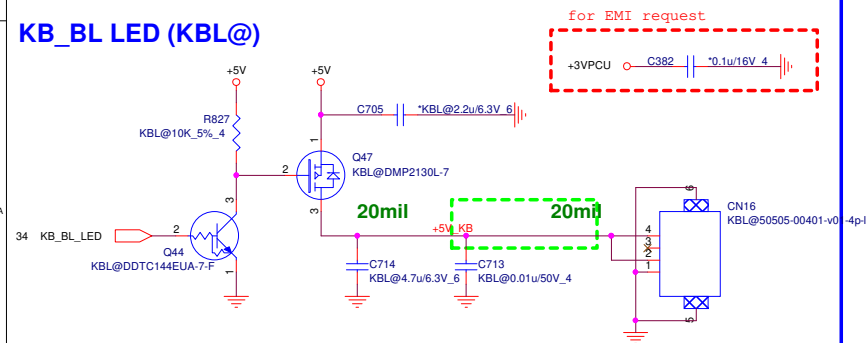 for EMI request
KB_BL LED (KBL@)
+3VPCU
C382
*0.1u/16V_4
+5V
+5V
R827
KBL@10K_5%_4
C705
*KBL@2.2u/6.3V_6
1
Q47
KBL@DMP2130L-7
2
3
3
A
34
KB_BL_LED
2
Q44
KBL@DDTC144EUA-7-F
1
20mil
20mil
+5V_KB
C714
KBL@4.7u/6.3V_6
C713
KBL@0.01u/50V_4
6
CN16
KBL@50505-00401-v0
-4p-l
4
3
2
1
5